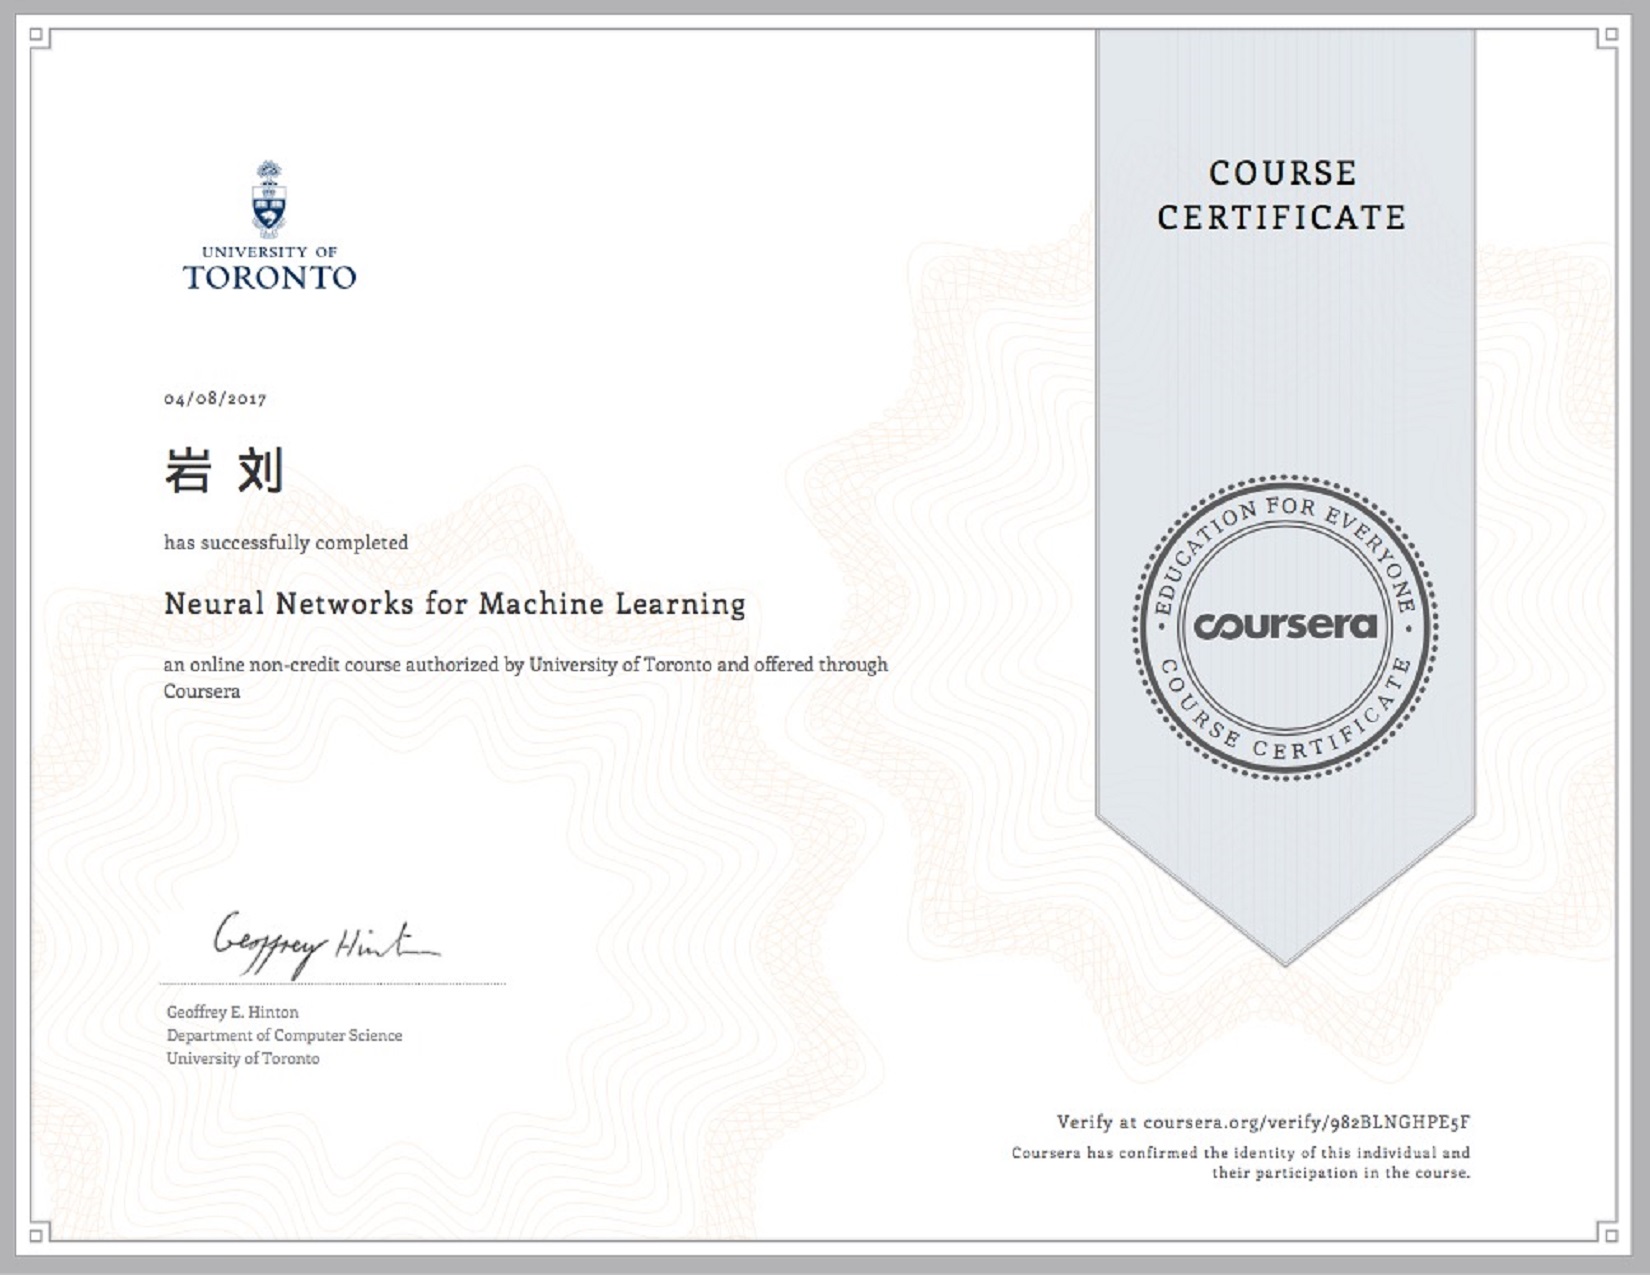 UNIVERSITY OF
TORONTO
COURSE
CERTIFICATE
04/08/2017
岩 刘
has successfully completed
Neural Networks for Machine Learning
an online non-credit course authorized by University of Toronto and offered through
Coursera
EDUCATION FOR EVERYONE
coursera
COURSE CERTIFICATE
Geoffrey Hinton
Geoffrey E. Hinton
Department of Computer Science
University of Toronto
Verify at coursera.org/verify/982BLNGHPE5F
Coursera has confirmed the identity of this individual and
their participation in the course.